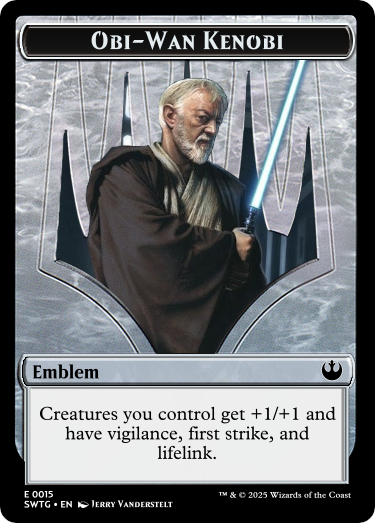 Obi-Wan Kenobi
Emblem
Creatures you control get +1/+1 and
have vigilance, first strike, and
lifelink.
E 0015
SWTG • EN Jerry Vanderstelt
™ & © 2025 Wizards of the Coast